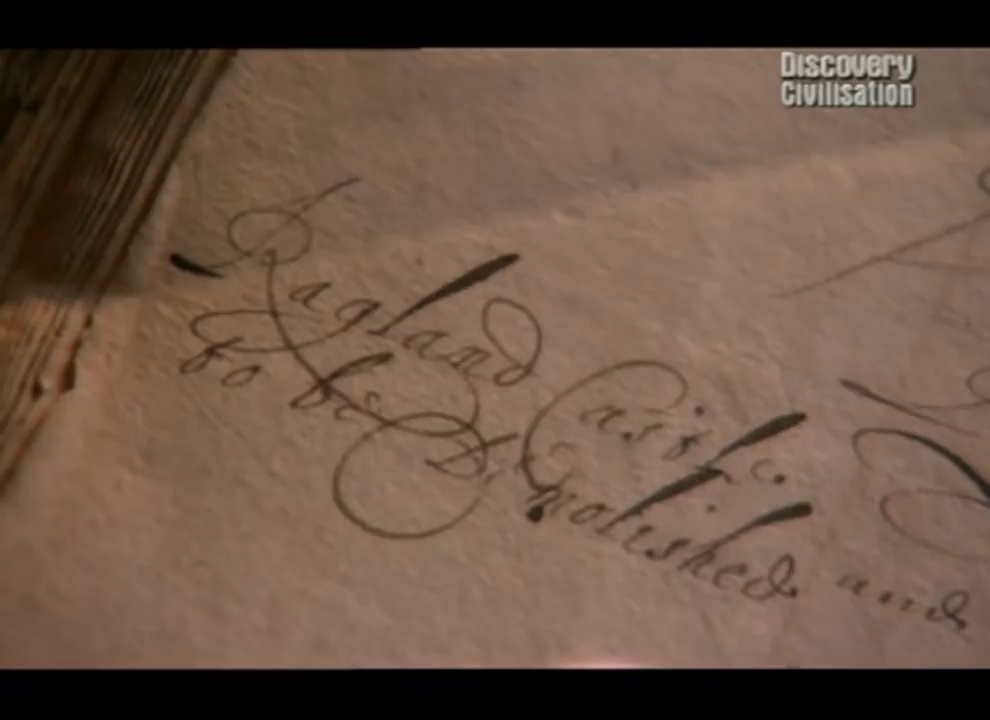 Discovery
Civilisation
Ragland Castle
to be Demolished and